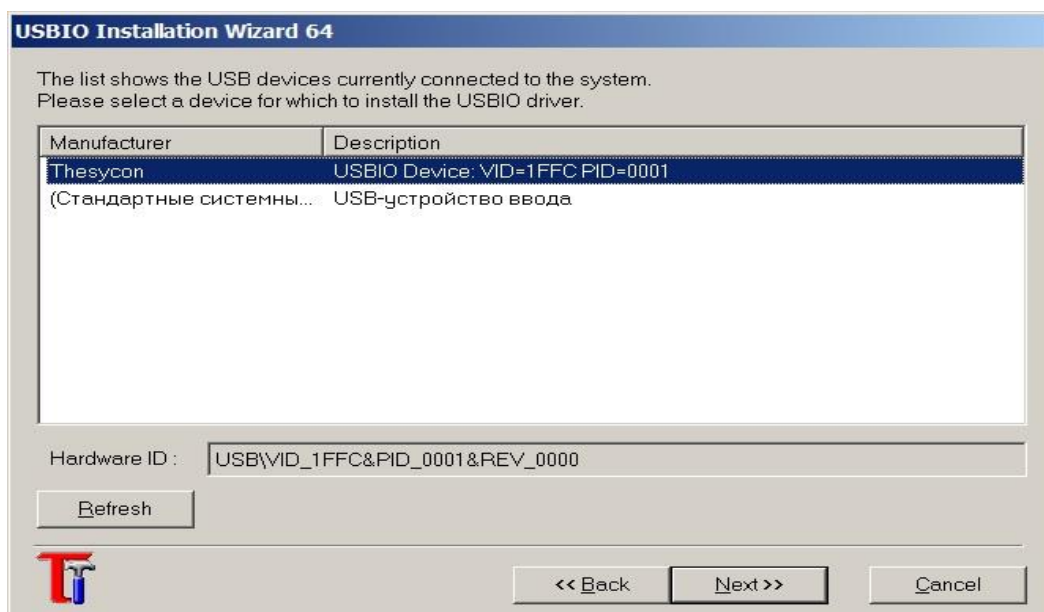 USBIO Installation Wizard 64
The list shows the USB devices currently connected to the system.
Please select a device for which to install the USBIO driver.
Manufacturer Description
Thesycon USBIO Device: VID=1FFC PID=0001
(Стандартные системны... USB-устройство ввода
Hardware ID : USB\VID_1FFC&PID_0001&REV_0000
Refresh
<< Back Next >> Cancel